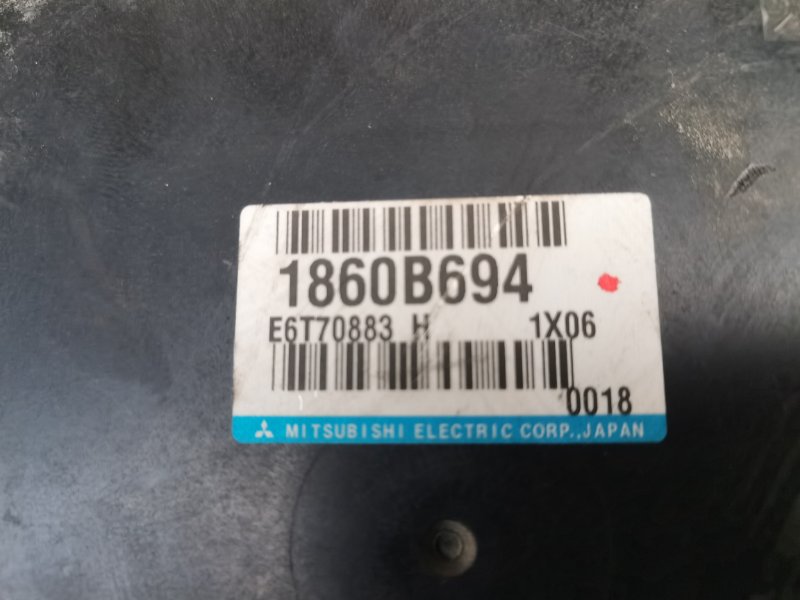 1860B694
E6T70883 H 1X06
0018
MITSUBISHI ELECTRIC CORP., JAPAN